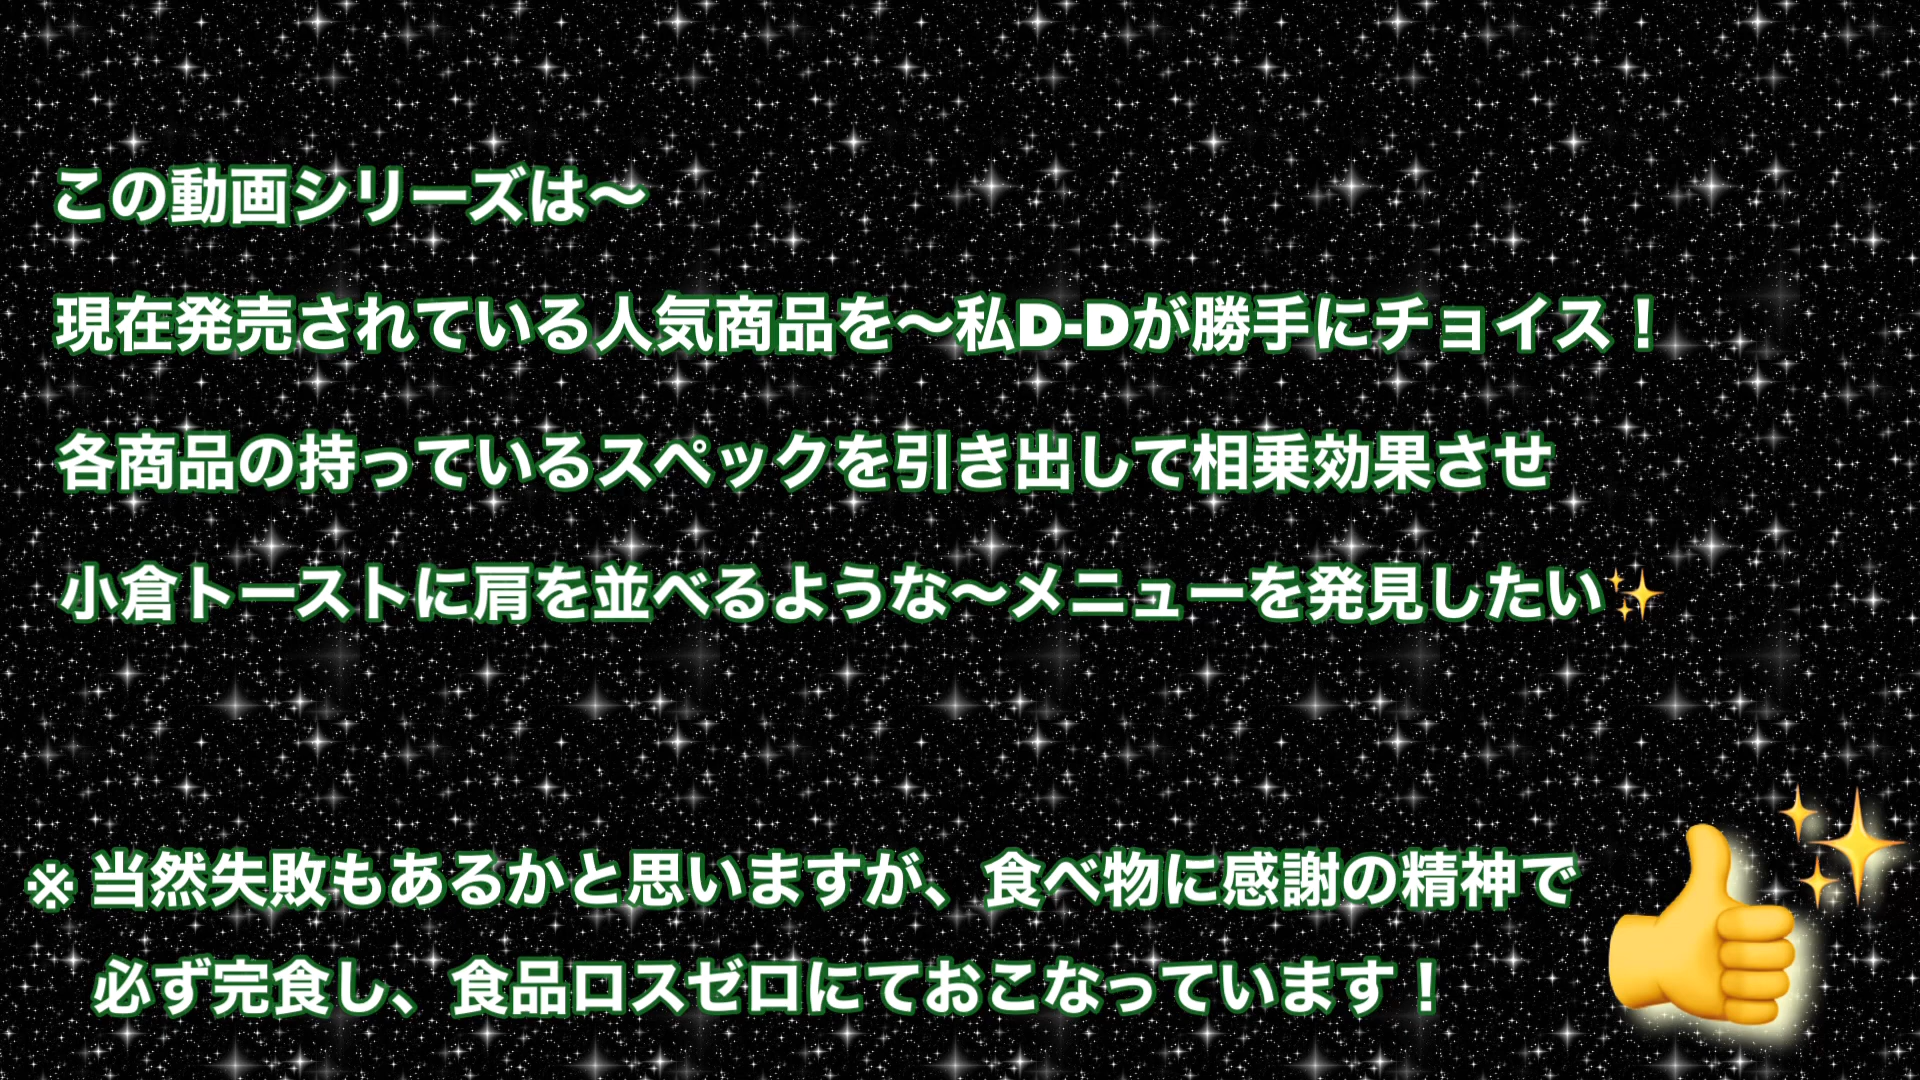 この動画シリーズは～
現在発売されている人気商品を～私D-Dが勝手にチョイス！
各商品の持っているスペックを引き出して相乗効果させ
小倉トーストに肩を並べるような～メニューを発見したい✨
※ 当然失敗もあるかと思いますが、食べ物に感謝の精神で
必ず完食し、食品ロスゼロにておこなっています！